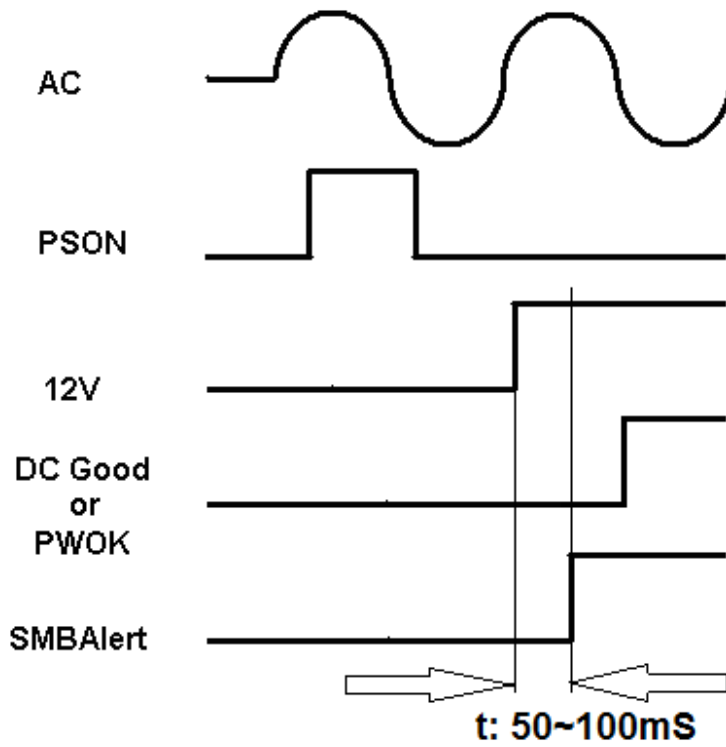 AC
PSON
12V
DC Good
or
PWOK
SMBAlert
t: 50~100mS